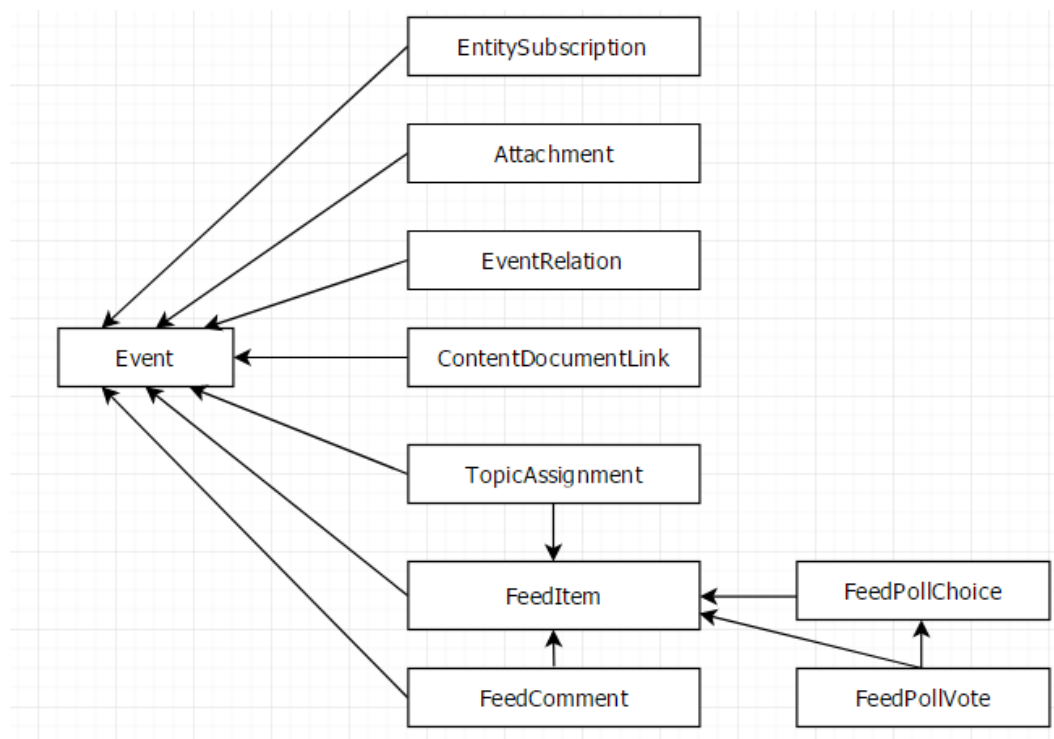 EntitySubscription
Attachment
EventRelation
Event
ContentDocumentLink
TopicAssignment
FeedItem
FeedPollChoice
FeedComment
FeedPollVote